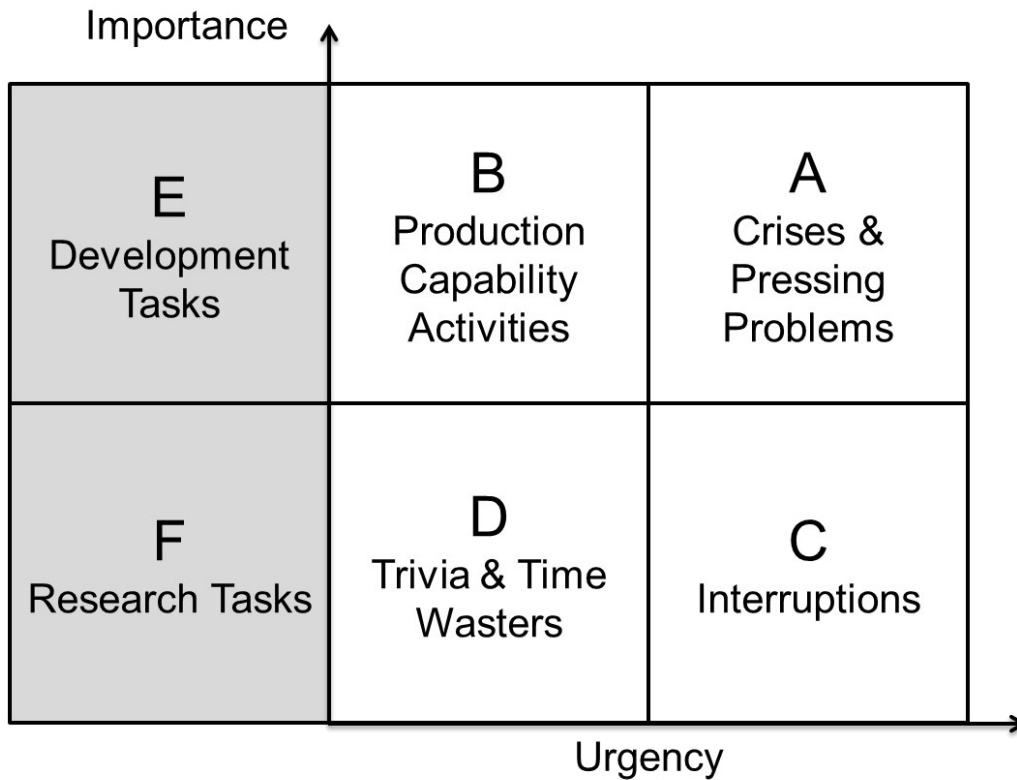 Importance
E
Development
Tasks
B
Production
Capability
Activities
A
Crises &
Pressing
Problems
F
Research Tasks
D
Trivia & Time
Wasters
C
Interruptions
Urgency